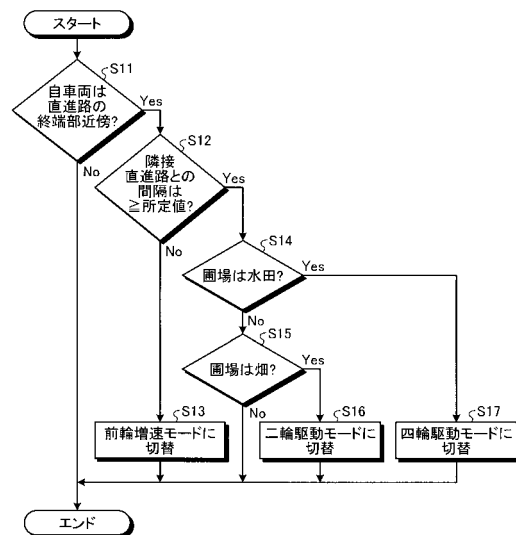 スタート
S11
自車両は
直進路の
終端部近傍?
Yes
No
S12
隣接
直進路との
間隔は
≧所定値?
Yes
No
S14
圃場は水田?
Yes
No
S15
圃場は畑?
Yes
No
S13
前輪増速モードに
切替
S16
二輪駆動モードに
切替
S17
四輪駆動モードに
切替
エンド